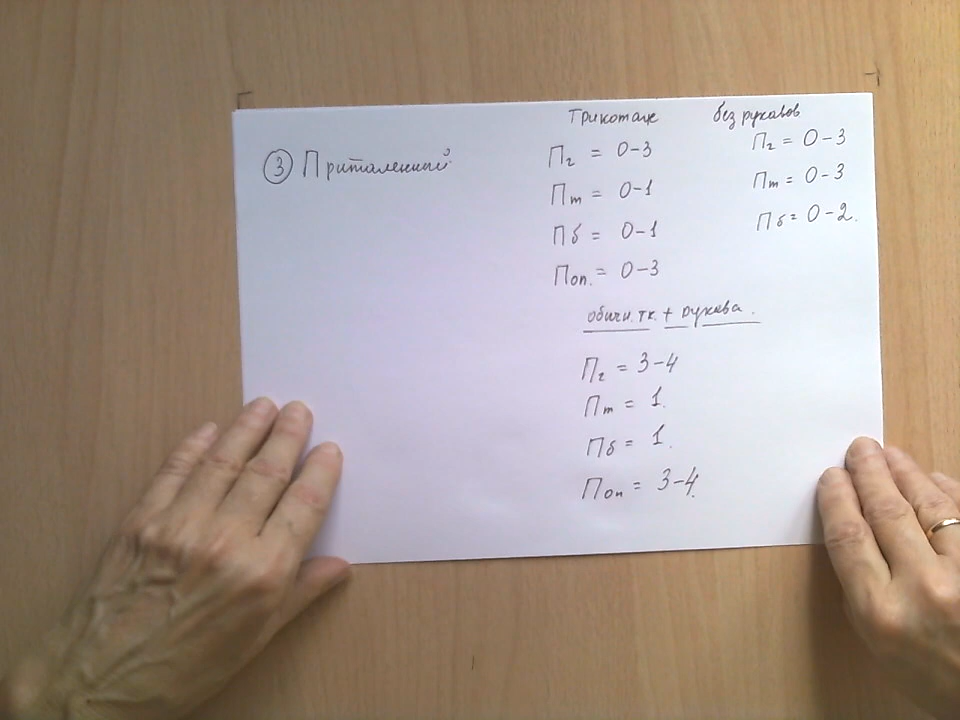 ③ Приталенный
Трикотаж
Пг = 0-3
Пт = 0-1
Пб = 0-1
Поп. = 0-3
без рукавов
Пг = 0-3
Пт = 0-3
Пб = 0-2.
обычн. тк. + рукава.
Пг = 3-4
Пт = 1.
Пб = 1.
Поп = 3-4.